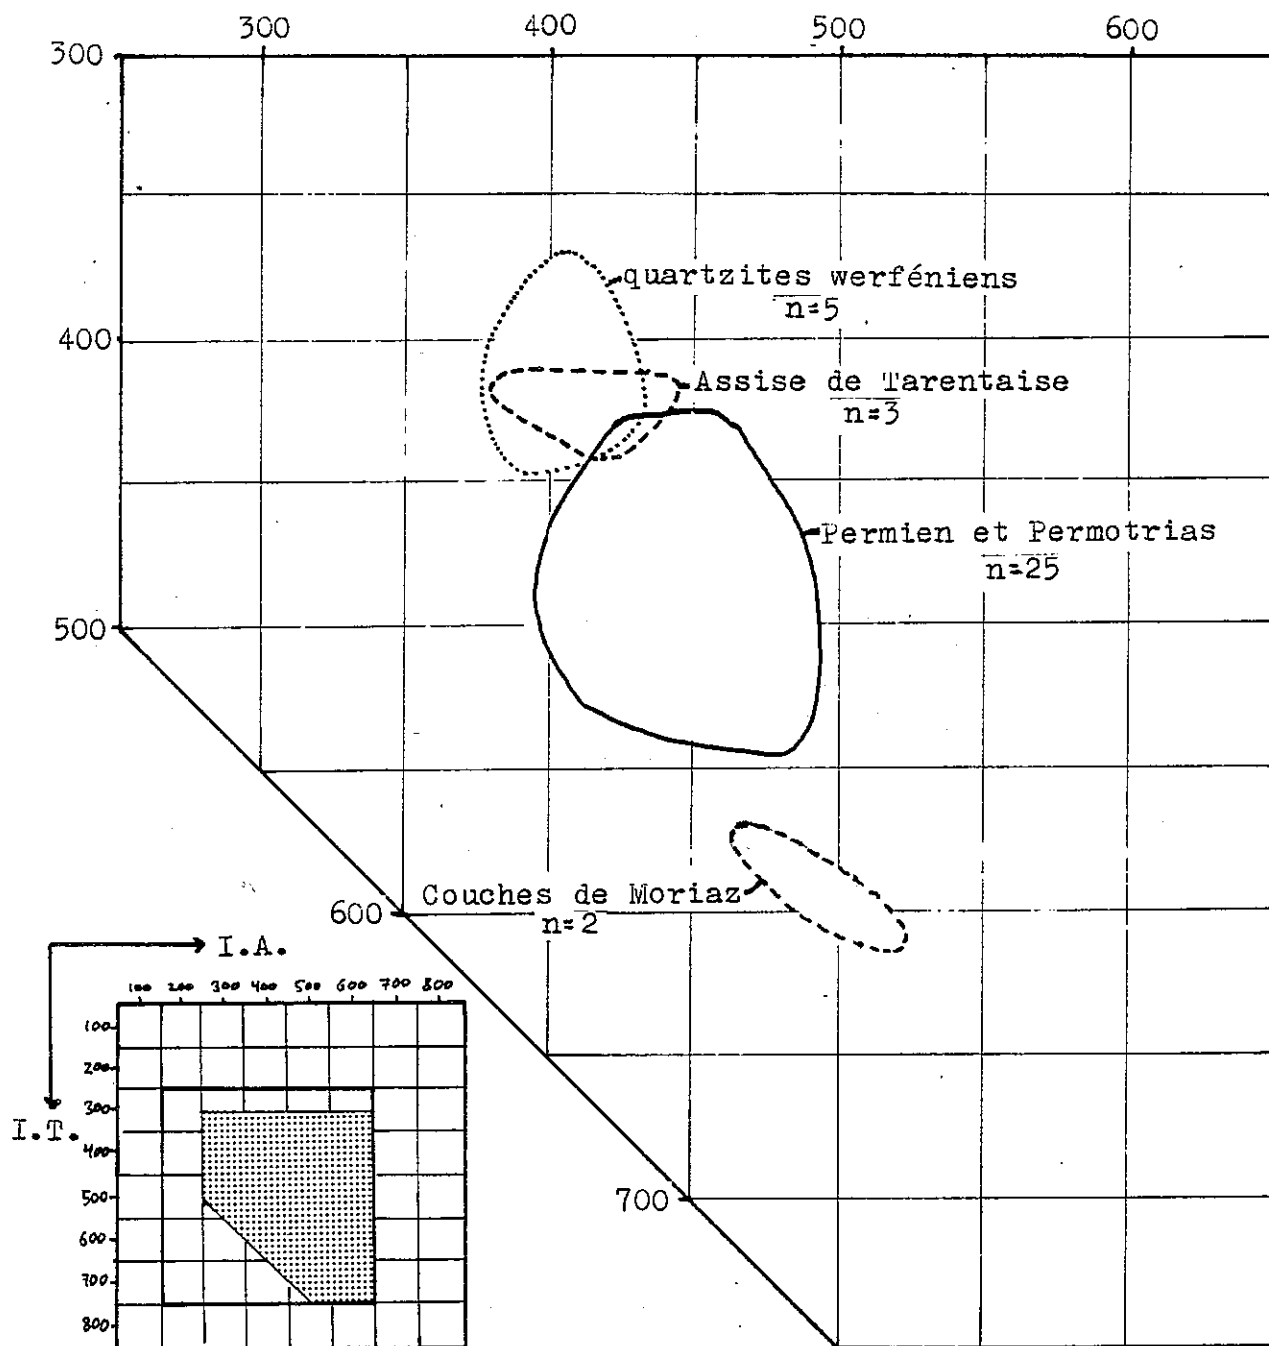 300 400 500 600
300
quartzites werféniens
n=5
400
Assise de Tarentaise
n=3
Permien et Permotrias
n=25
500
Couches de Moriaz
n=2
600
I.A.
100 200 300 400 500 600 700 800
100
200
300
I.T.
400
500
600
700
800
700